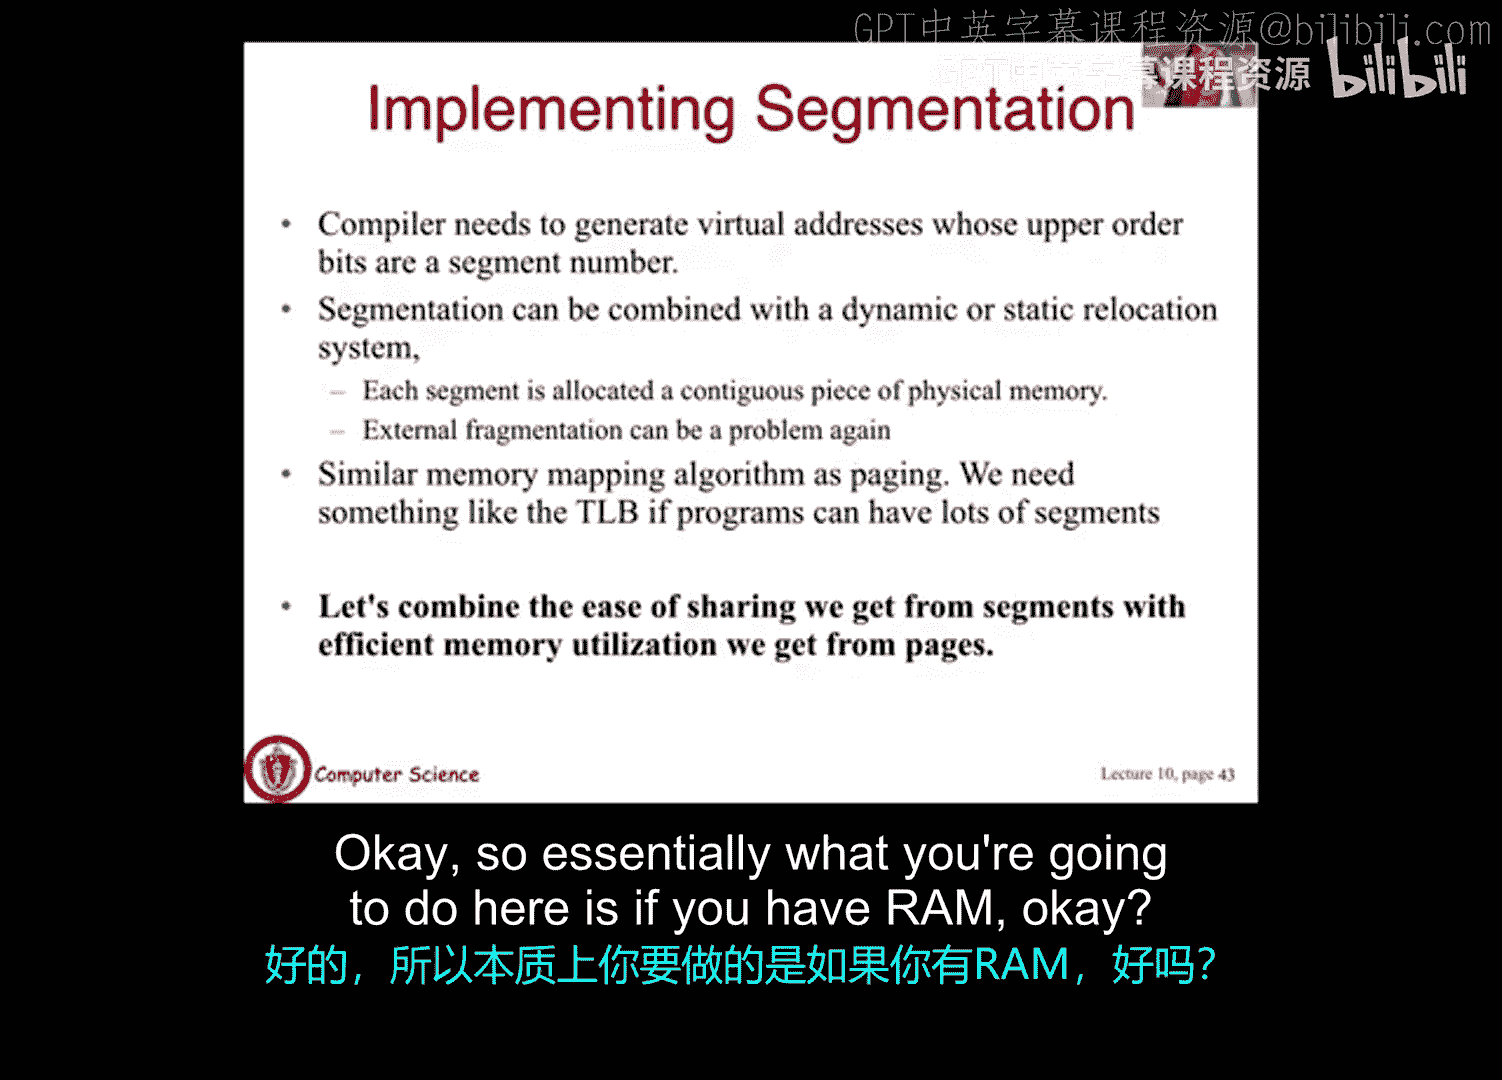 GPT中英字幕课程资源@bilibili.com
课程资源 bilibili
Implementing Segmentation
• Compiler needs to generate virtual addresses whose upper order
bits are a segment number.
• Segmentation can be combined with a dynamic or static relocation
system,
– Each segment is allocated a contiguous piece of physical memory.
– External fragmentation can be a problem again
• Similar memory mapping algorithm as paging. We need
something like the TLB if programs can have lots of segments
• Let's combine the ease of sharing we get from segments with
efficient memory utilization we get from pages.
Computer Science
Lecture 10, page 43
Okay, so essentially what you're going
to do here is if you have RAM, okay?
好的，所以本质上你要做的是如果你有RAM，好吗？